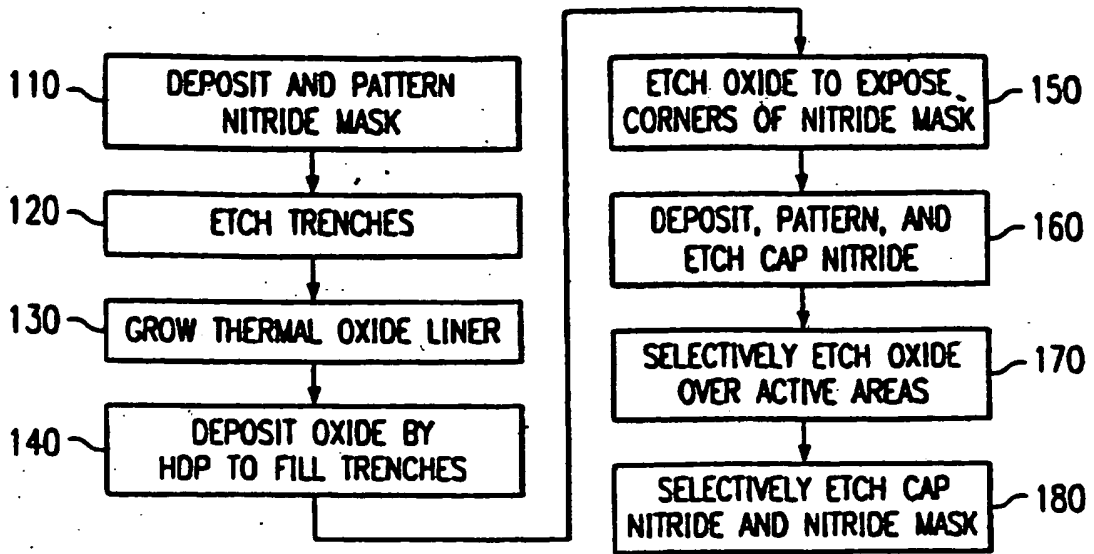 110
DEPOSIT AND PATTERN
NITRIDE MASK
120
ETCH TRENCHES
130
GROW THERMAL OXIDE LINER
140
DEPOSIT OXIDE BY
HDP TO FILL TRENCHES
ETCH OXIDE TO EXPOSE
CORNERS OF NITRIDE MASK
150
DEPOSIT, PATTERN, AND
ETCH CAP NITRIDE
160
SELECTIVELY ETCH OXIDE
OVER ACTIVE AREAS
170
SELECTIVELY ETCH CAP
NITRIDE AND NITRIDE MASK
180